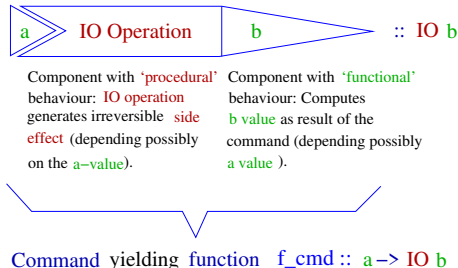 a IO Operation b :: IO b
Component with ‘procedural’
behaviour: IO operation
generates irreversible side
effect (depending possibly
on the a−value).
Component with ‘functional’
behaviour: Computes
b value as result of the
command (depending possibly
a value ).
Command yielding function f_cmd :: a −> IO b